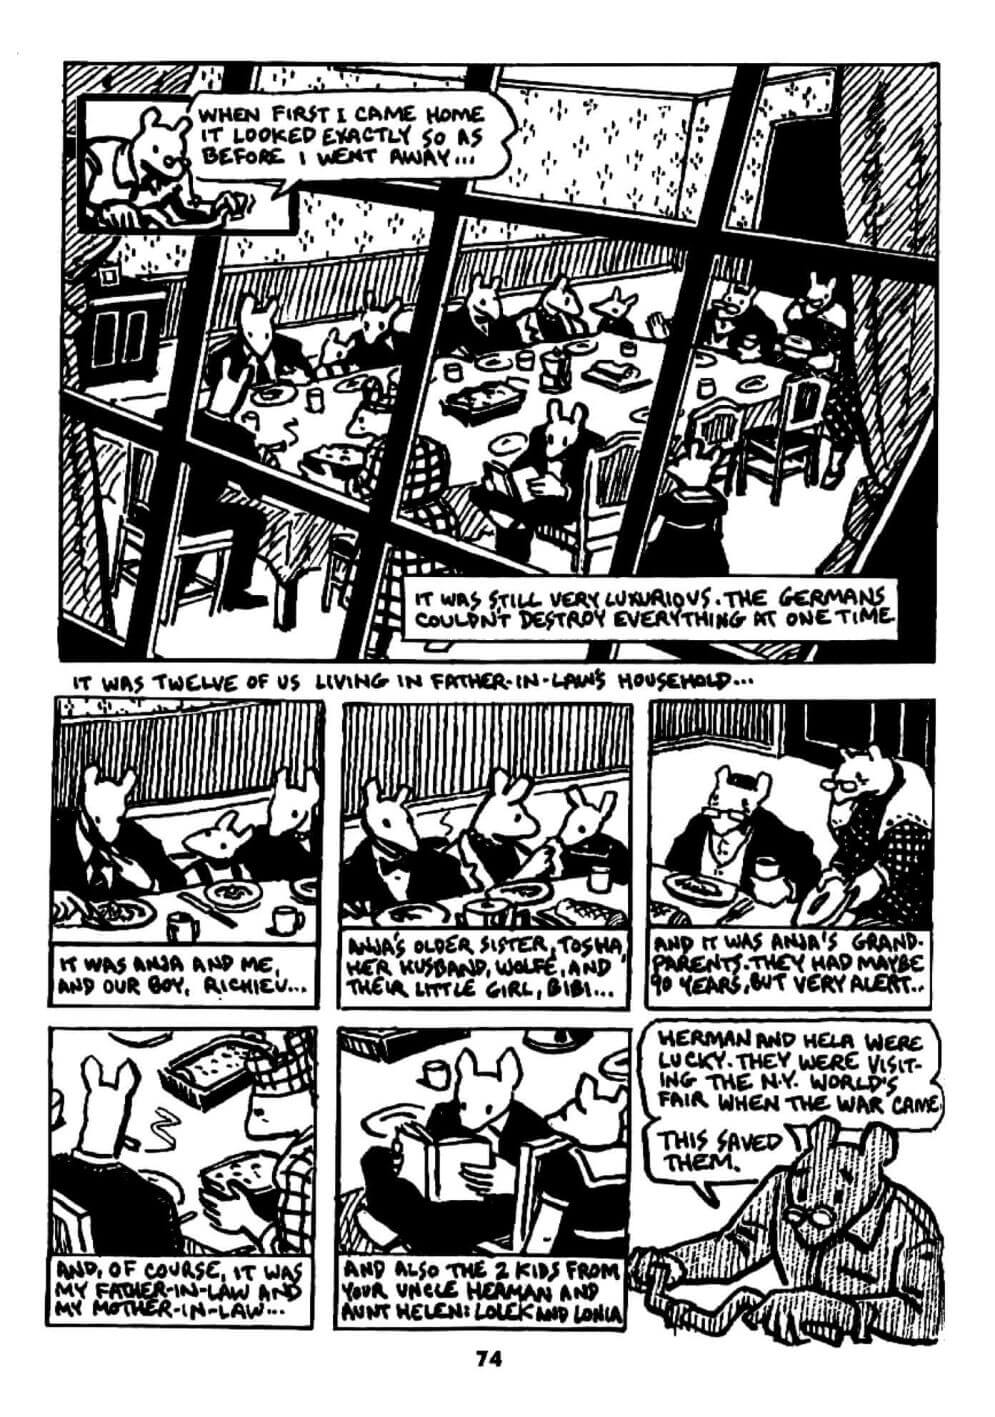 WHEN FIRST I CAME HOME
IT LOOKED EXACTLY SO AS
BEFORE I WENT AWAY...
IT WAS STILL VERY LUXURIOUS. THE GERMANS
COULDN'T DESTROY EVERYTHING AT ONE TIME.
IT WAS TWELVE OF US LIVING IN FATHER-IN-LAW'S HOUSEHOLD...
IT WAS ANJA AND ME,
AND OUR BOY, RICHIEU...
ANJA'S OLDER SISTER, TOSHA,
HER HUSBAND, WOLFE, AND
THEIR LITTLE GIRL, BIBI...
AND IT WAS ANJA'S GRAND-
PARENTS. THEY HAD MAYBE
90 YEARS, BUT VERY ALERT...
AND, OF COURSE, IT WAS
MY FATHER-IN-LAW AND
MY MOTHER-IN-LAW...
AND ALSO THE 2 KIDS FROM
YOUR UNCLE HERMAN AND
AUNT HELEN: LOLEK AND LONIA
HERMAN AND HELA WERE
LUCKY. THEY WERE VISIT-
ING THE N.Y. WORLD'S
FAIR WHEN THE WAR CAME.
THIS SAVED
THEM.
74